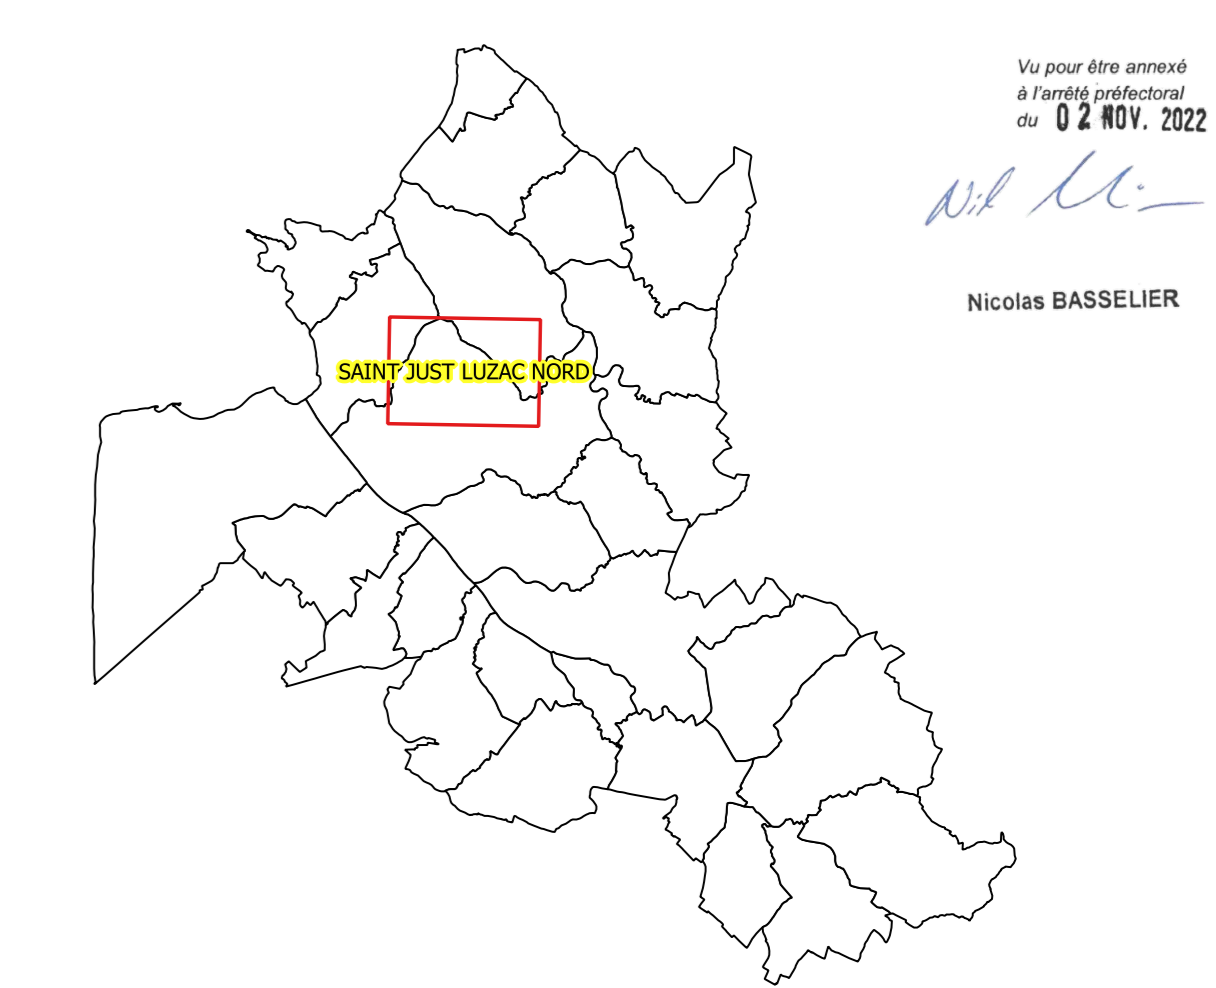 Vu pour être annexé
à l'arrêté préfectoral
du 02 NOV. 2022
Nicolas BASSELIER
SAINT JUST LUZAC NORD